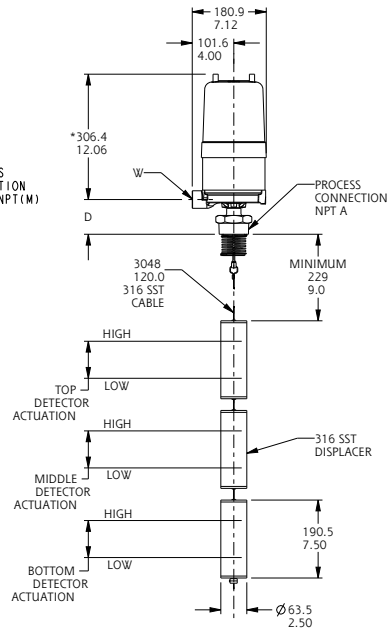 180.9
7.12
101.6
4.00
*306.4
12.06
S
TION
NPT(M)
W
D
PROCESS
CONNECTION
NPT A
3048
120.0
316 SST
CABLE
MINIMUM
229
9.0
HIGH
LOW
TOP
DETECTOR
ACTUATION
HIGH
LOW
MIDDLE
DETECTOR
ACTUATION
316 SST
DISPLACER
HIGH
LOW
BOTTOM
DETECTOR
ACTUATION
190.5
7.50
Ø63.5
2.50